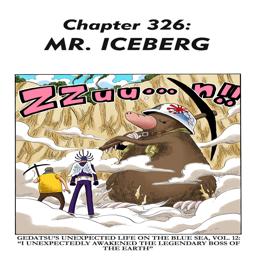 Chapter 326:
MR. ICEBERG
Zzuu...n!!
GEDATSU'S UNEXPECTED LIFE ON THE BLUE SEA, VOL. 12:
"I UNEXPECTEDLY AWAKENED THE LEGENDARY BOSS OF
THE EARTH"